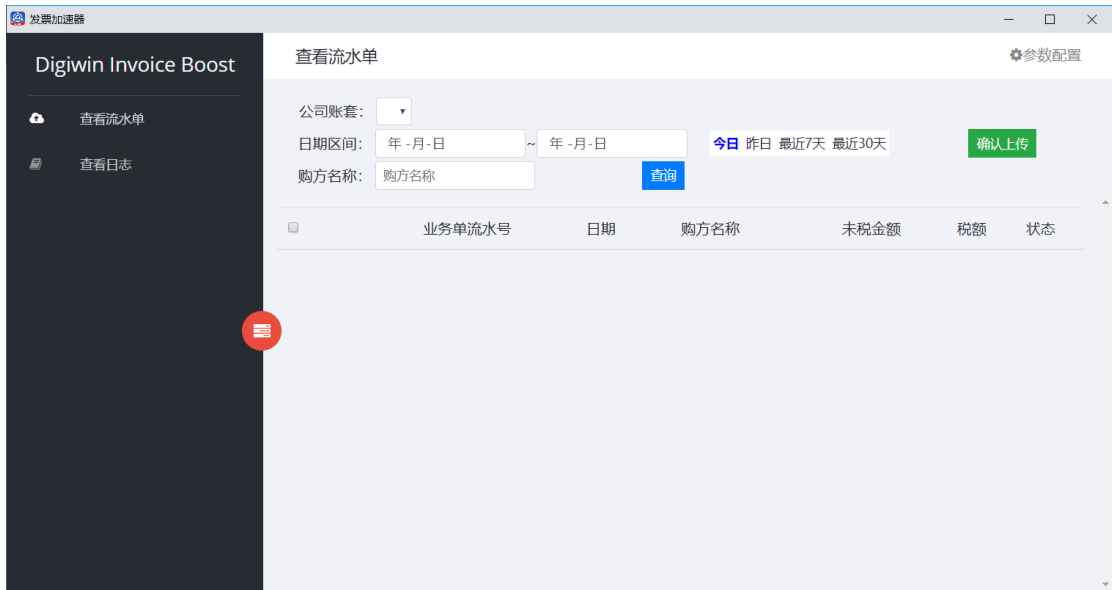 发票加速器
Digiwin Invoice Boost
查看流水单
查看日志
查看流水单
参数配置
公司账套:
日期区间: 年 -月-日 ~ 年 -月-日 今日 昨日 最近7天 最近30天 确认上传
购方名称: 购方名称 查询
业务单流水号 日期 购方名称 未税金额 税额 状态